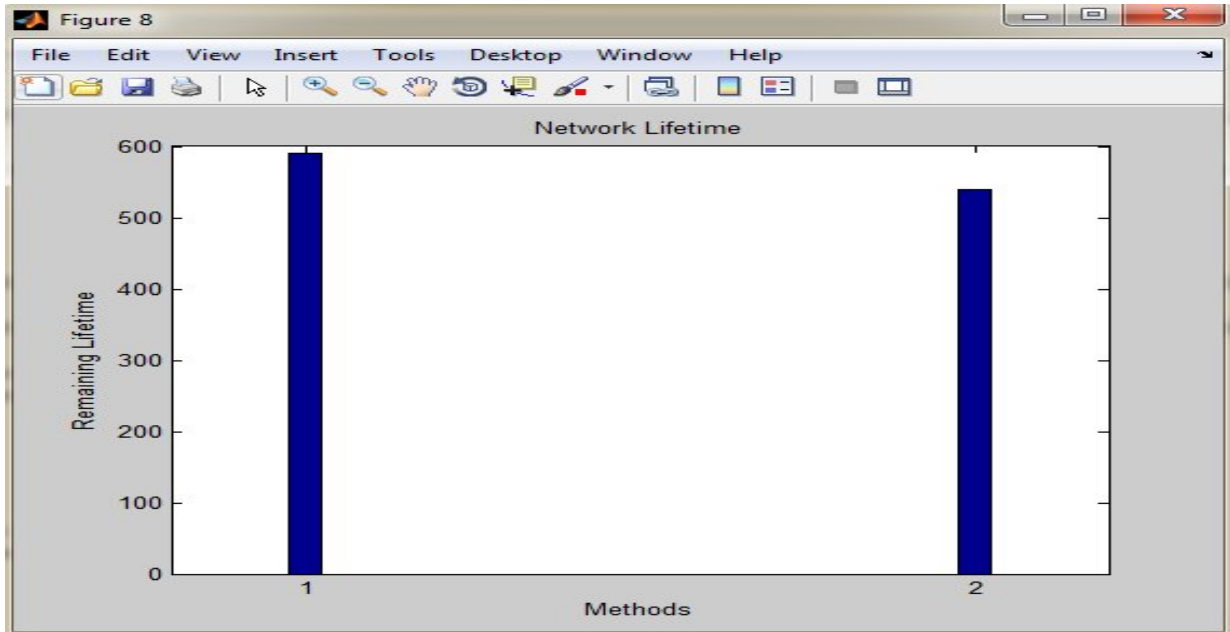 Figure 8
File Edit View Insert Tools Desktop Window Help
Network Lifetime
600
500
400
300
200
100
0
Remaining Lifetime
1 2
Methods